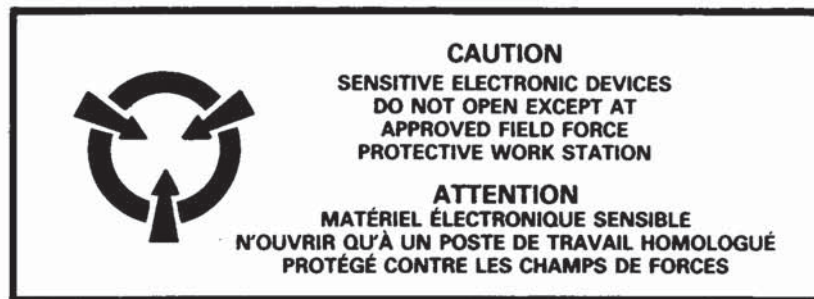 CAUTION
SENSITIVE ELECTRONIC DEVICES
DO NOT OPEN EXCEPT AT
APPROVED FIELD FORCE
PROTECTIVE WORK STATION
ATTENTION
MATÉRIEL ÉLECTRONIQUE SENSIBLE
N'OUVRIR QU'À UN POSTE DE TRAVAIL HOMOLOGUÉ
PROTÉGÉ CONTRE LES CHAMPS DE FORCES